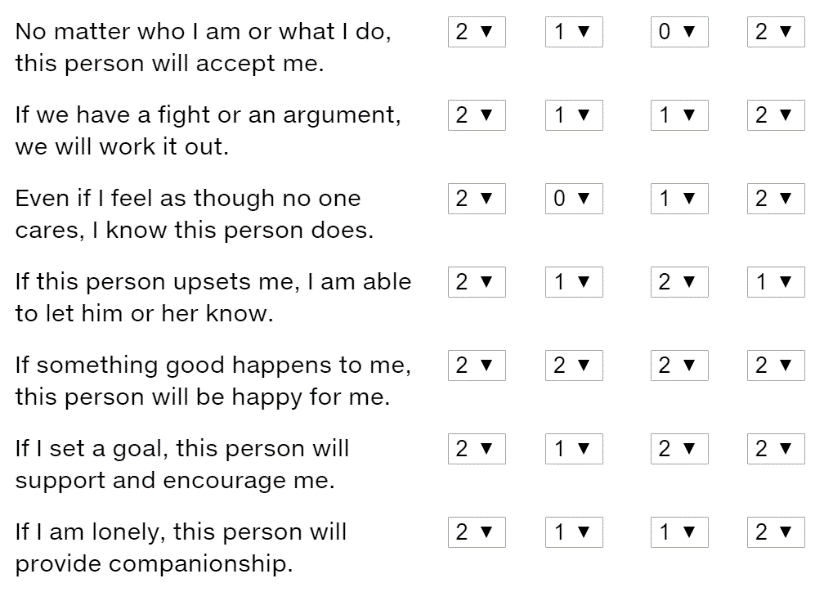 No matter who I am or what I do, 2 ▼ 1 ▼ 0 ▼ 2 ▼
this person will accept me.
If we have a fight or an argument, 2 ▼ 1 ▼ 1 ▼ 2 ▼
we will work it out.
Even if I feel as though no one 2 ▼ 0 ▼ 1 ▼ 2 ▼
cares, I know this person does.
If this person upsets me, I am able 2 ▼ 1 ▼ 2 ▼ 1 ▼
to let him or her know.
If something good happens to me, 2 ▼ 2 ▼ 2 ▼ 2 ▼
this person will be happy for me.
If I set a goal, this person will 2 ▼ 1 ▼ 2 ▼ 2 ▼
support and encourage me.
If I am lonely, this person will 2 ▼ 1 ▼ 1 ▼ 2 ▼
provide companionship.